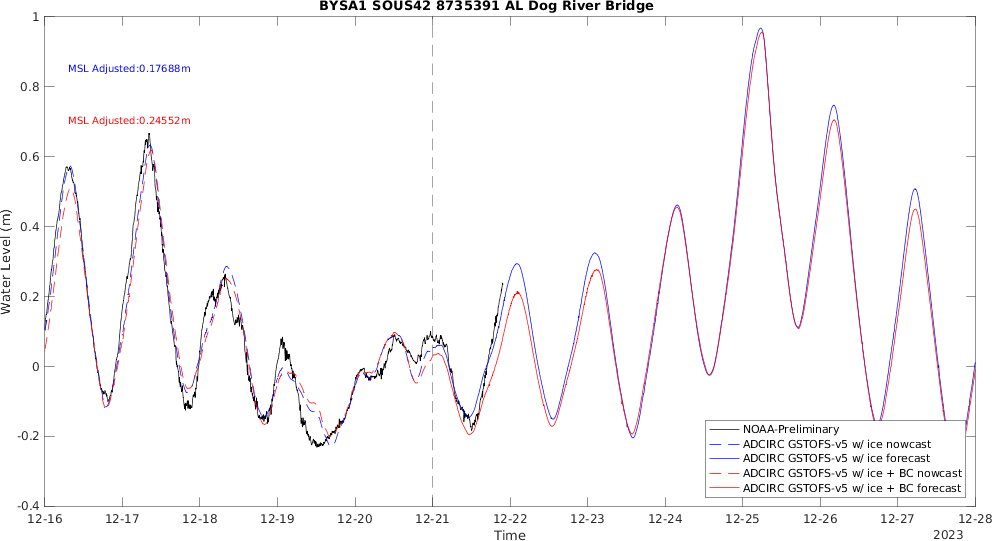 BYSA1 SOUS42 8735391 AL Dog River Bridge
MSL Adjusted:0.17688m
MSL Adjusted:0.24552m
Water Level (m)
1
0.8
0.6
0.4
0.2
0
-0.2
-0.4
NOAA-Preliminary
ADCIRC GSTOFS-v5 w/ ice nowcast
ADCIRC GSTOFS-v5 w/ ice forecast
ADCIRC GSTOFS-v5 w/ ice + BC nowcast
ADCIRC GSTOFS-v5 w/ ice + BC forecast
12-16 12-17 12-18 12-19 12-20 12-21 12-22 12-23 12-24 12-25 12-26 12-27 12-28
Time
2023